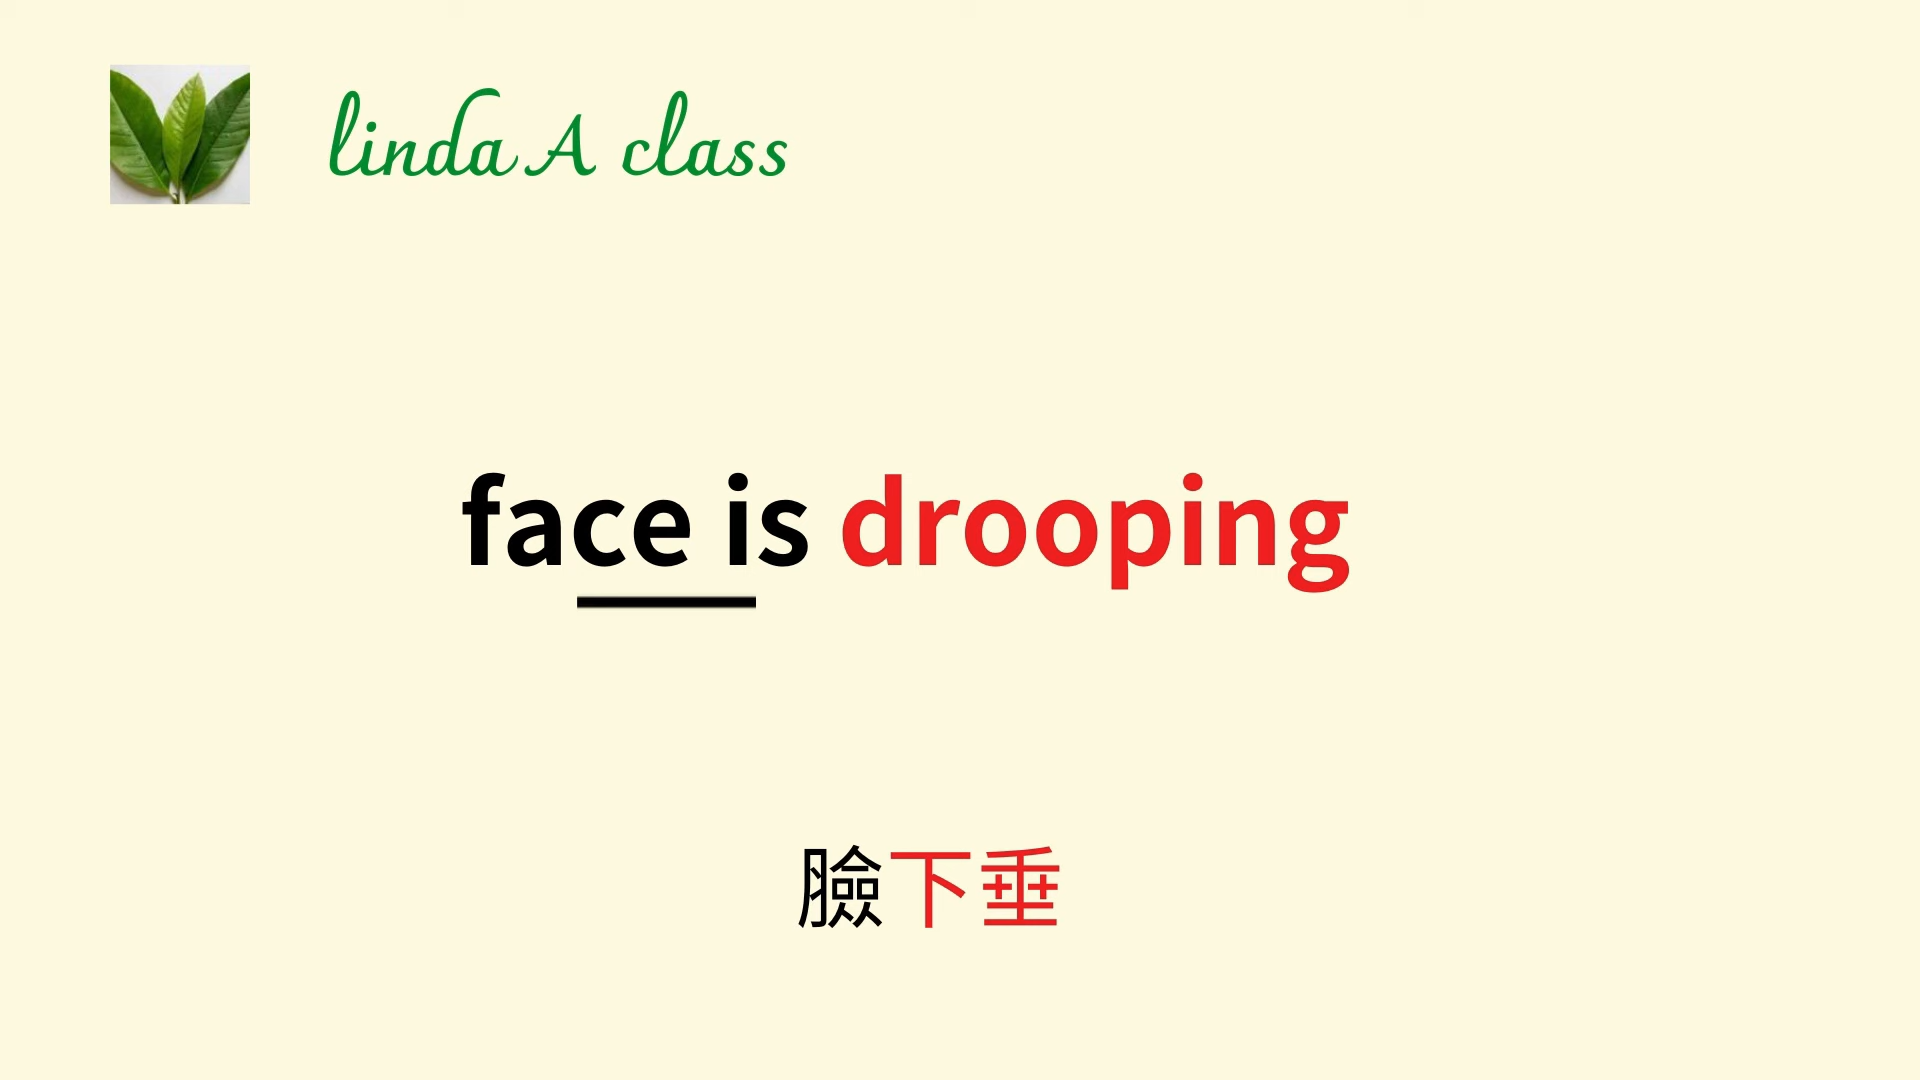 linda A class
face is drooping
臉下垂